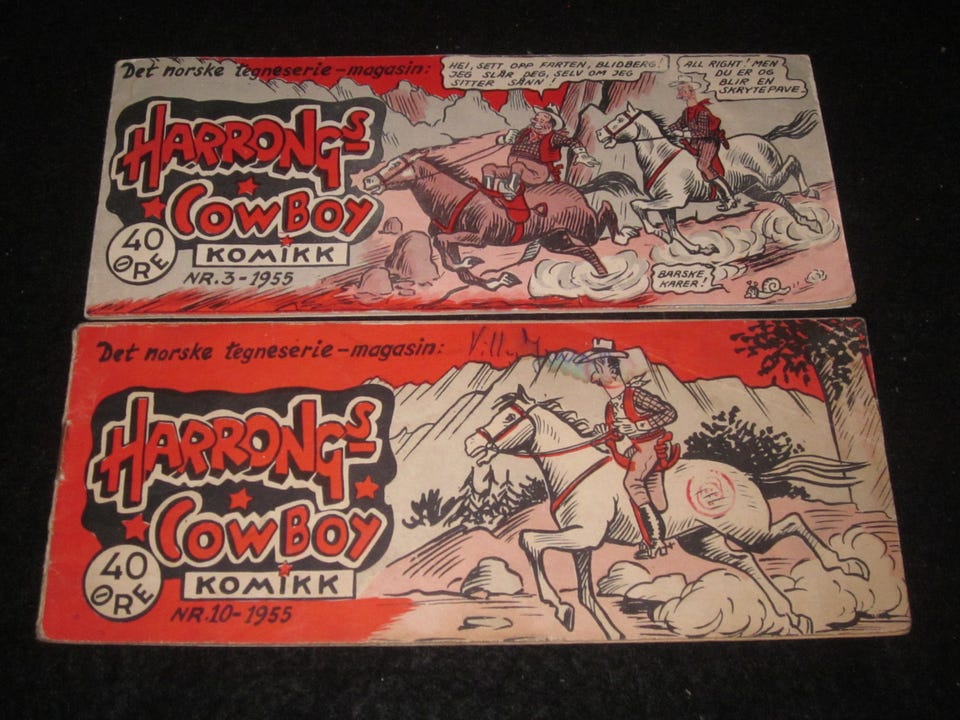 Det norske tegneserie-magasin:
HEI, SETT OPP FARTEN, BLIDBERG!
JEG SLÅR DEG, SELV OM JEG
SITTER SÅNN!
ALL RIGHT! MEN
DU ER OG
BLIR EN
SKRYTEPAVE
HARRONGS
COWBOY
KOMIKK
40
ØRE
NR.3-1955
BARSKE
KARER!
Det norske tegneserie-magasin:
HARRONGS
COWBOY
KOMIKK
40
ØRE
NR.10-1955